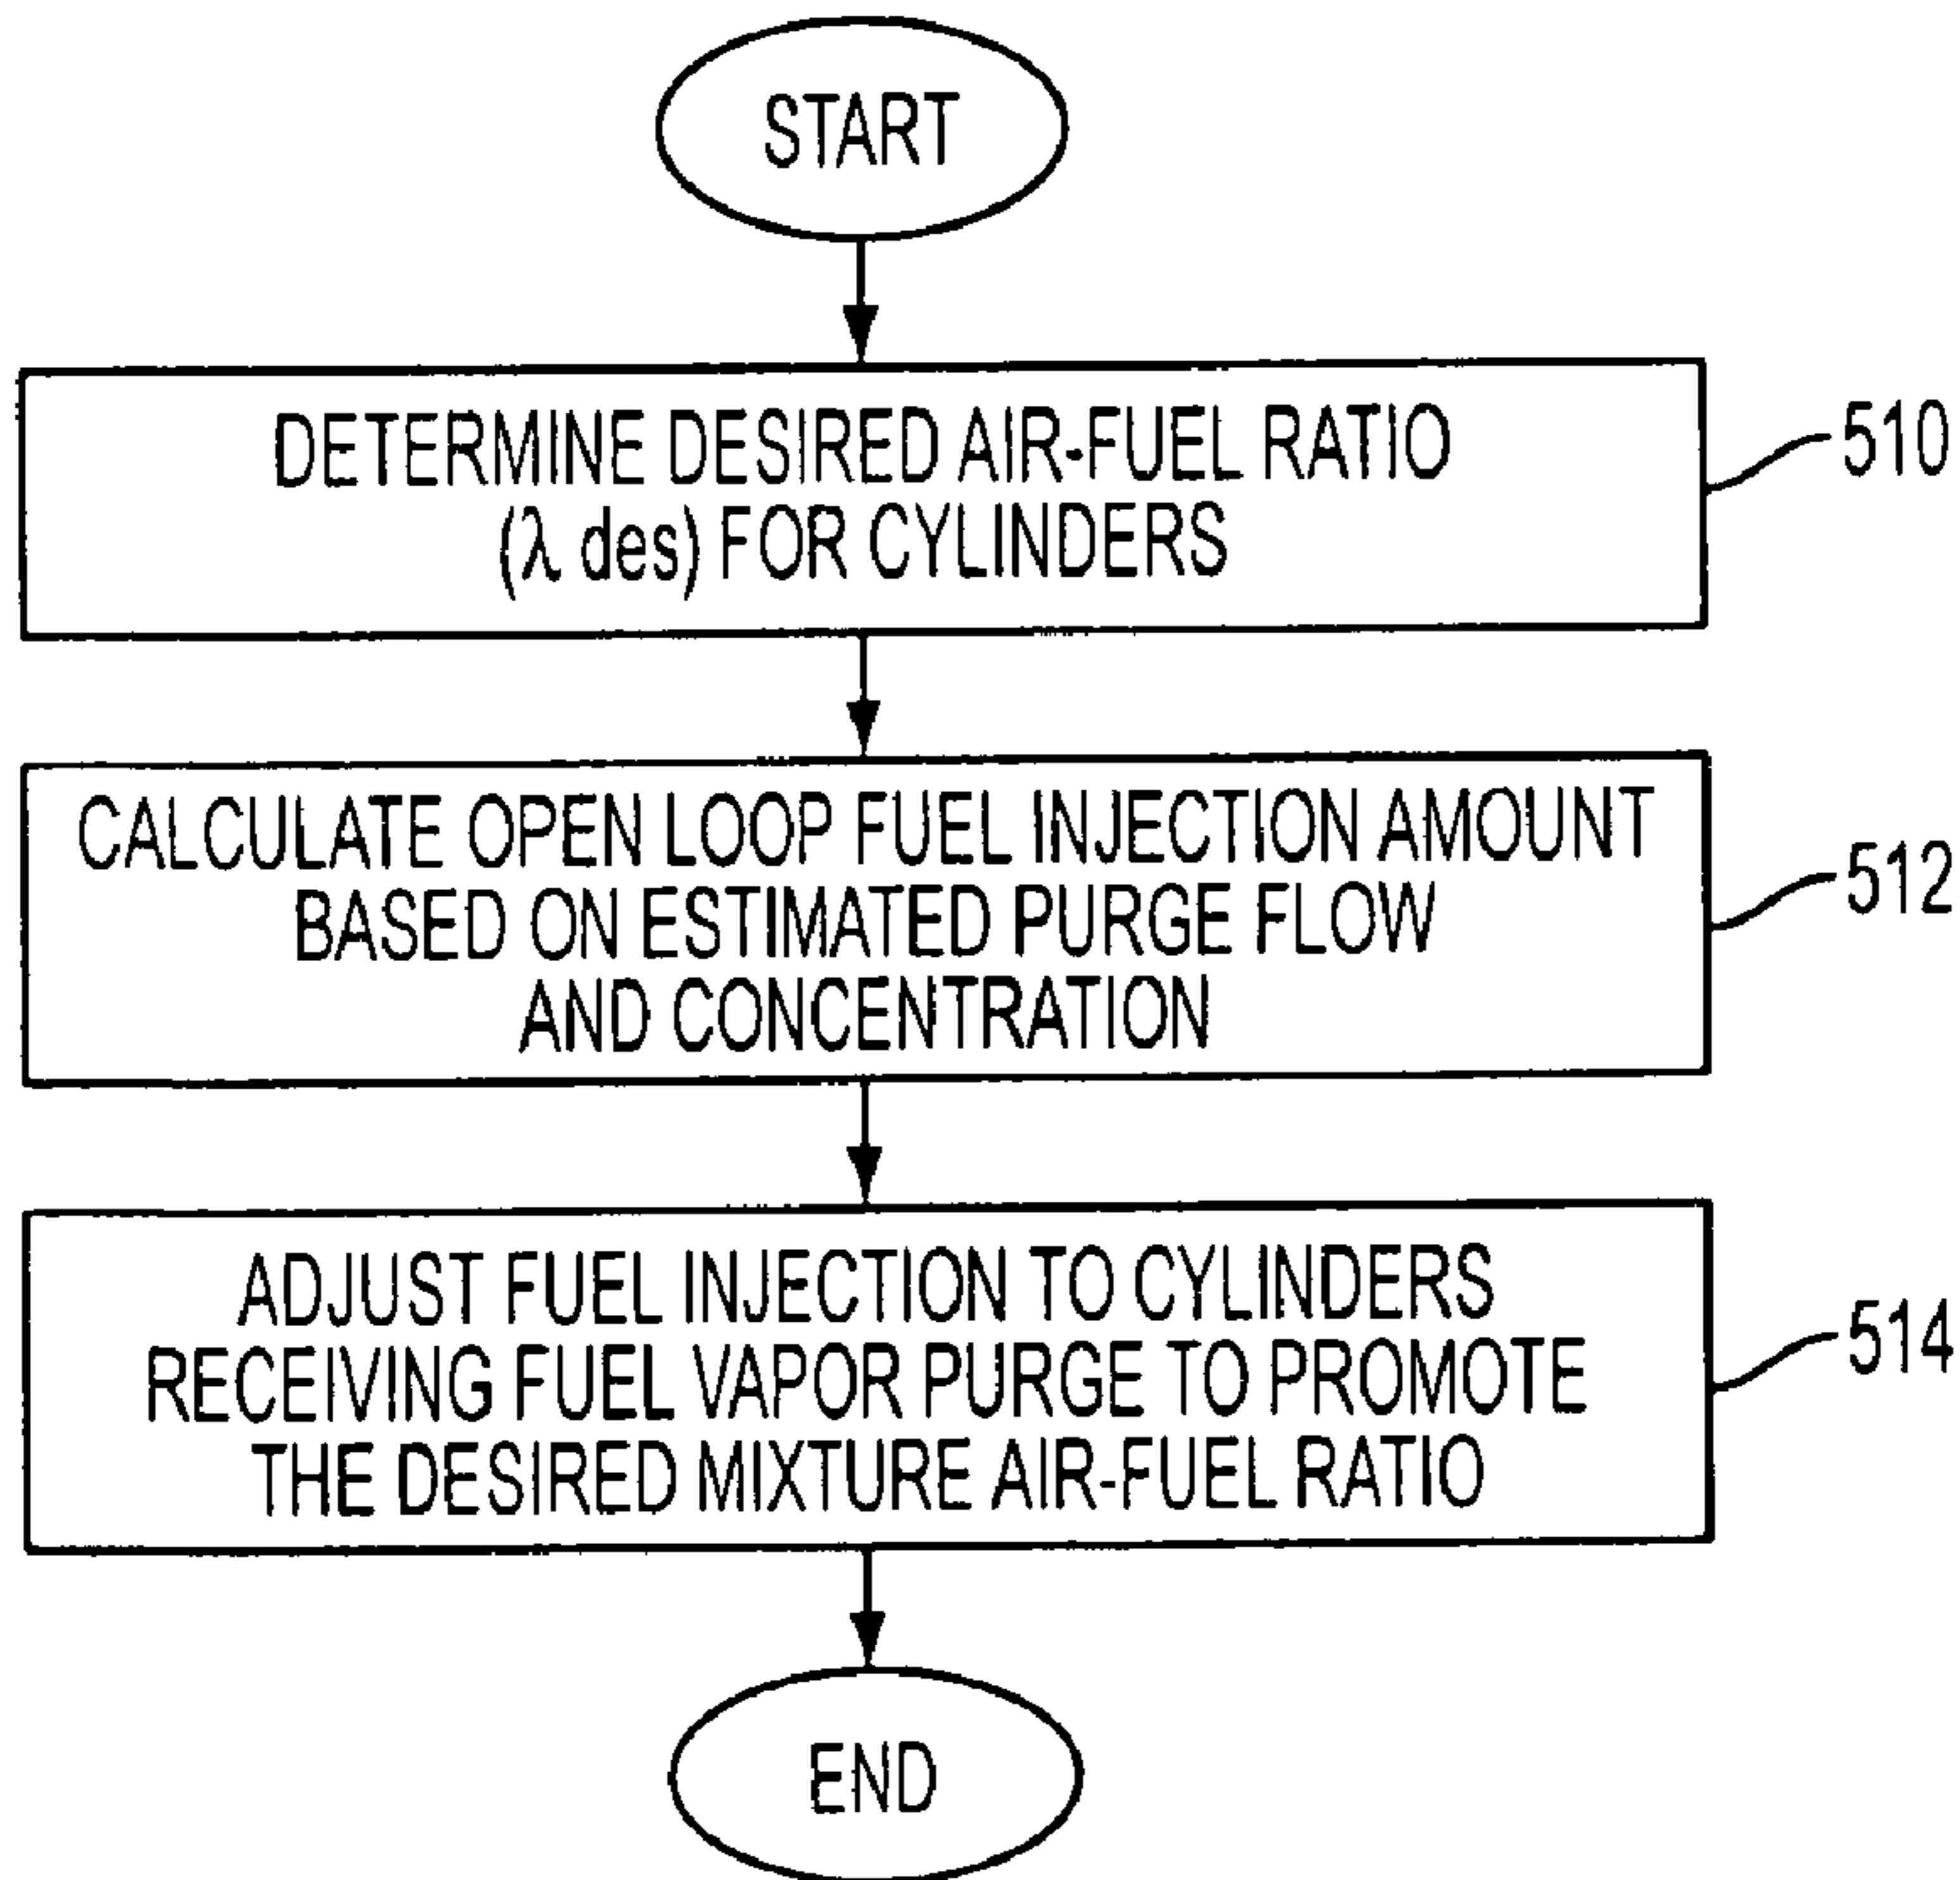 START
DETERMINE DESIRED AIR-FUEL RATIO
(λ des) FOR CYLINDERS
510
CALCULATE OPEN LOOP FUEL INJECTION AMOUNT
BASED ON ESTIMATED PURGE FLOW
AND CONCENTRATION
512
ADJUST FUEL INJECTION TO CYLINDERS
RECEIVING FUEL VAPOR PURGE TO PROMOTE
THE DESIRED MIXTURE AIR-FUEL RATIO
514
END